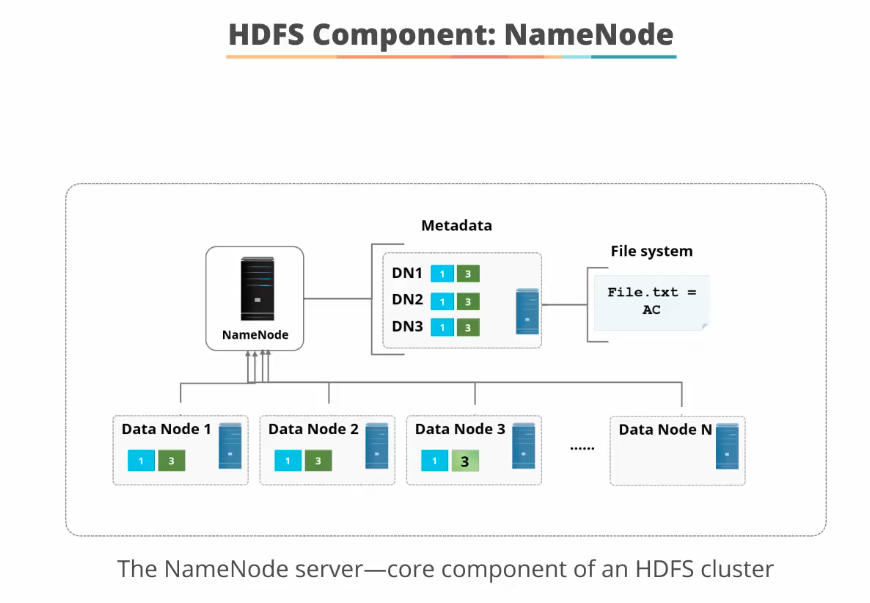 HDFS Component: NameNode
Metadata
File system
DN1 1 3
DN2 1 3
DN3 1 3
File.txt =
AC
NameNode
Data Node 1
1 3
Data Node 2
1 3
Data Node 3
1 3
......
Data Node N
The NameNode server—core component of an HDFS cluster